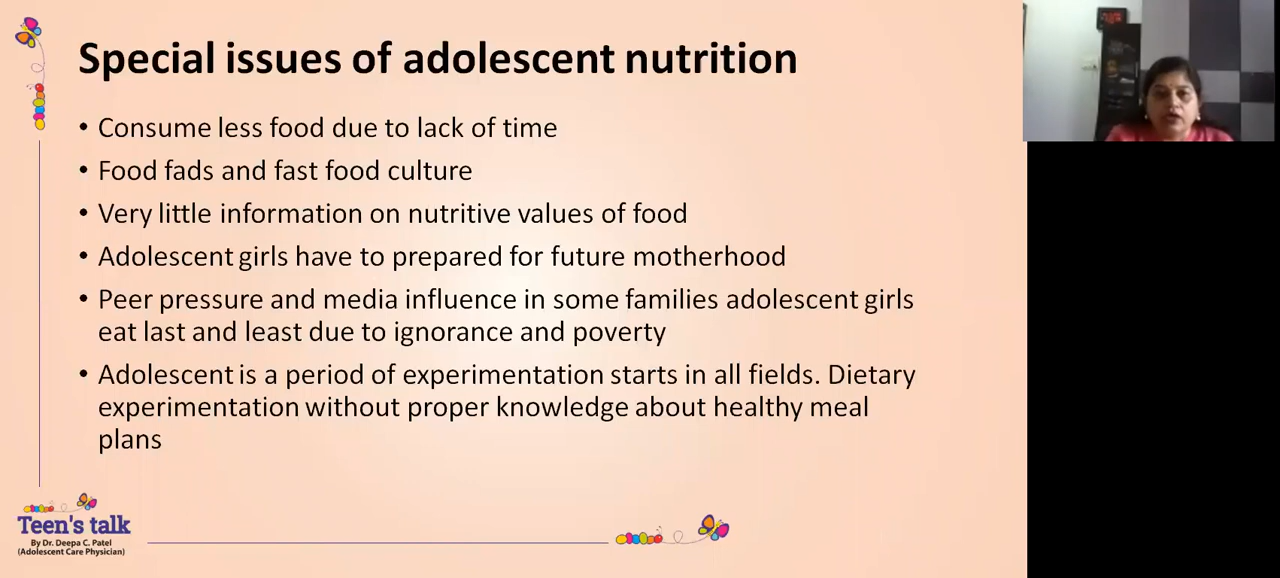 Special issues of adolescent nutrition
• Consume less food due to lack of time
• Food fads and fast food culture
• Very little information on nutritive values of food
• Adolescent girls have to prepared for future motherhood
• Peer pressure and media influence in some families adolescent girls
eat last and least due to ignorance and poverty
• Adolescent is a period of experimentation starts in all fields. Dietary
experimentation without proper knowledge about healthy meal
plans
Teen's talk
By Dr. Deepa C. Patel
(Adolescent Care Physician)